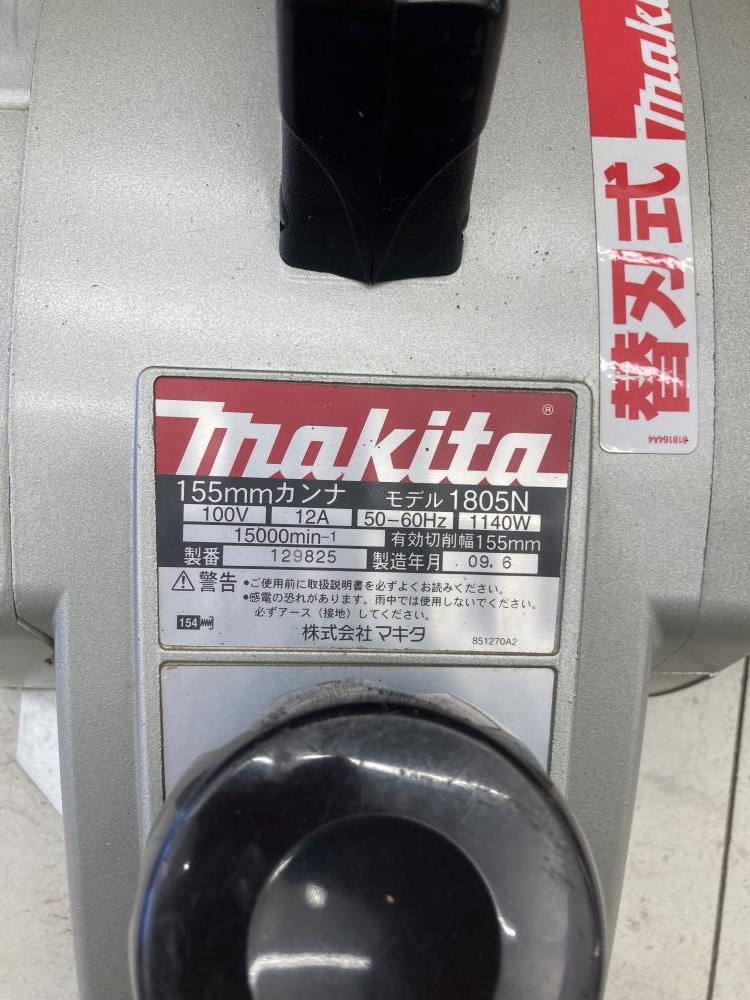 makita
替刃式
818164A4
makita®
155mmカンナ モデル 1805N
100V 12A 50-60Hz 1140W
15000min-1 有効切削幅155mm
製番 129825 製造年月 09. 6
⚠警告 •ご使用前に取扱説明書を必ずよくお読みください。
•感電の恐れがあります。雨中では使用しないでください。
必ずアース（接地）してください。
154 株式会社 マキタ 851270A2